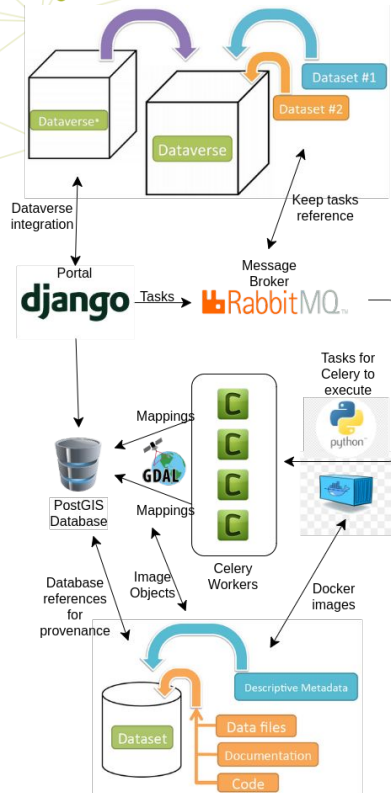 Dataset #1
Dataset #2
Dataverse*
Dataverse
Dataverse
integration
Keep tasks
reference
Portal
django
Tasks
Message
Broker
RabbitMQ™
Tasks for
Celery to
execute
python™
Mappings
C
C
C
C
GDAL
Mappings
PostGIS
Database
Celery
Workers
Database
references
for
provenance
Image
Objects
Docker
images
Descriptive Metadata
Dataset
Data files
Documentation
Code